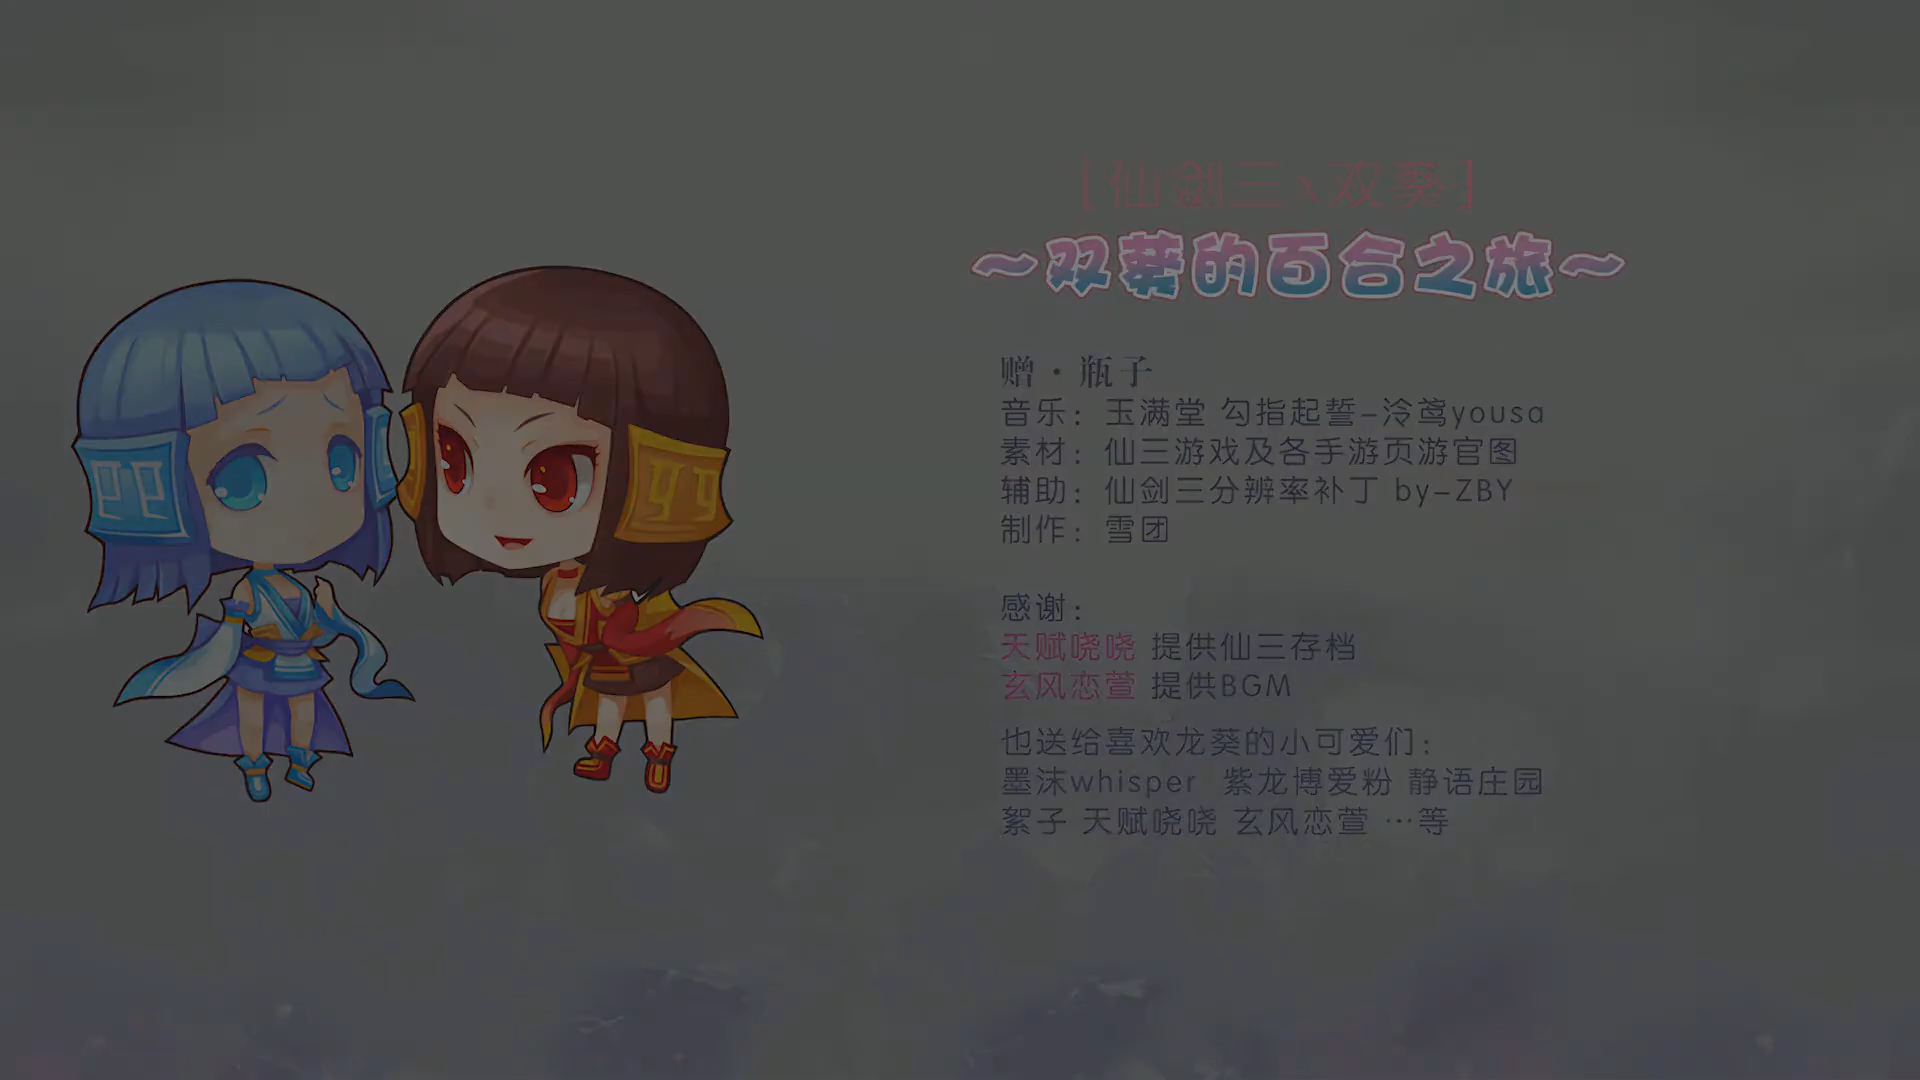 [仙剑三×双葵]
～双葵的百合之旅～
赠·瓶子
音乐：玉满堂 勾指起誓-泠鸢yousa
素材：仙三游戏及各手游页游官图
辅助：仙剑三分辨率补丁 by-ZBY
制作：雪团
感谢：
天赋哓哓 提供仙三存档
玄风恋萱 提供BGM
也送给喜欢龙葵的小可爱们：
墨沫whisper 紫龙博爱粉 静语庄园
絮子 天赋哓哓 玄风恋萱 …等